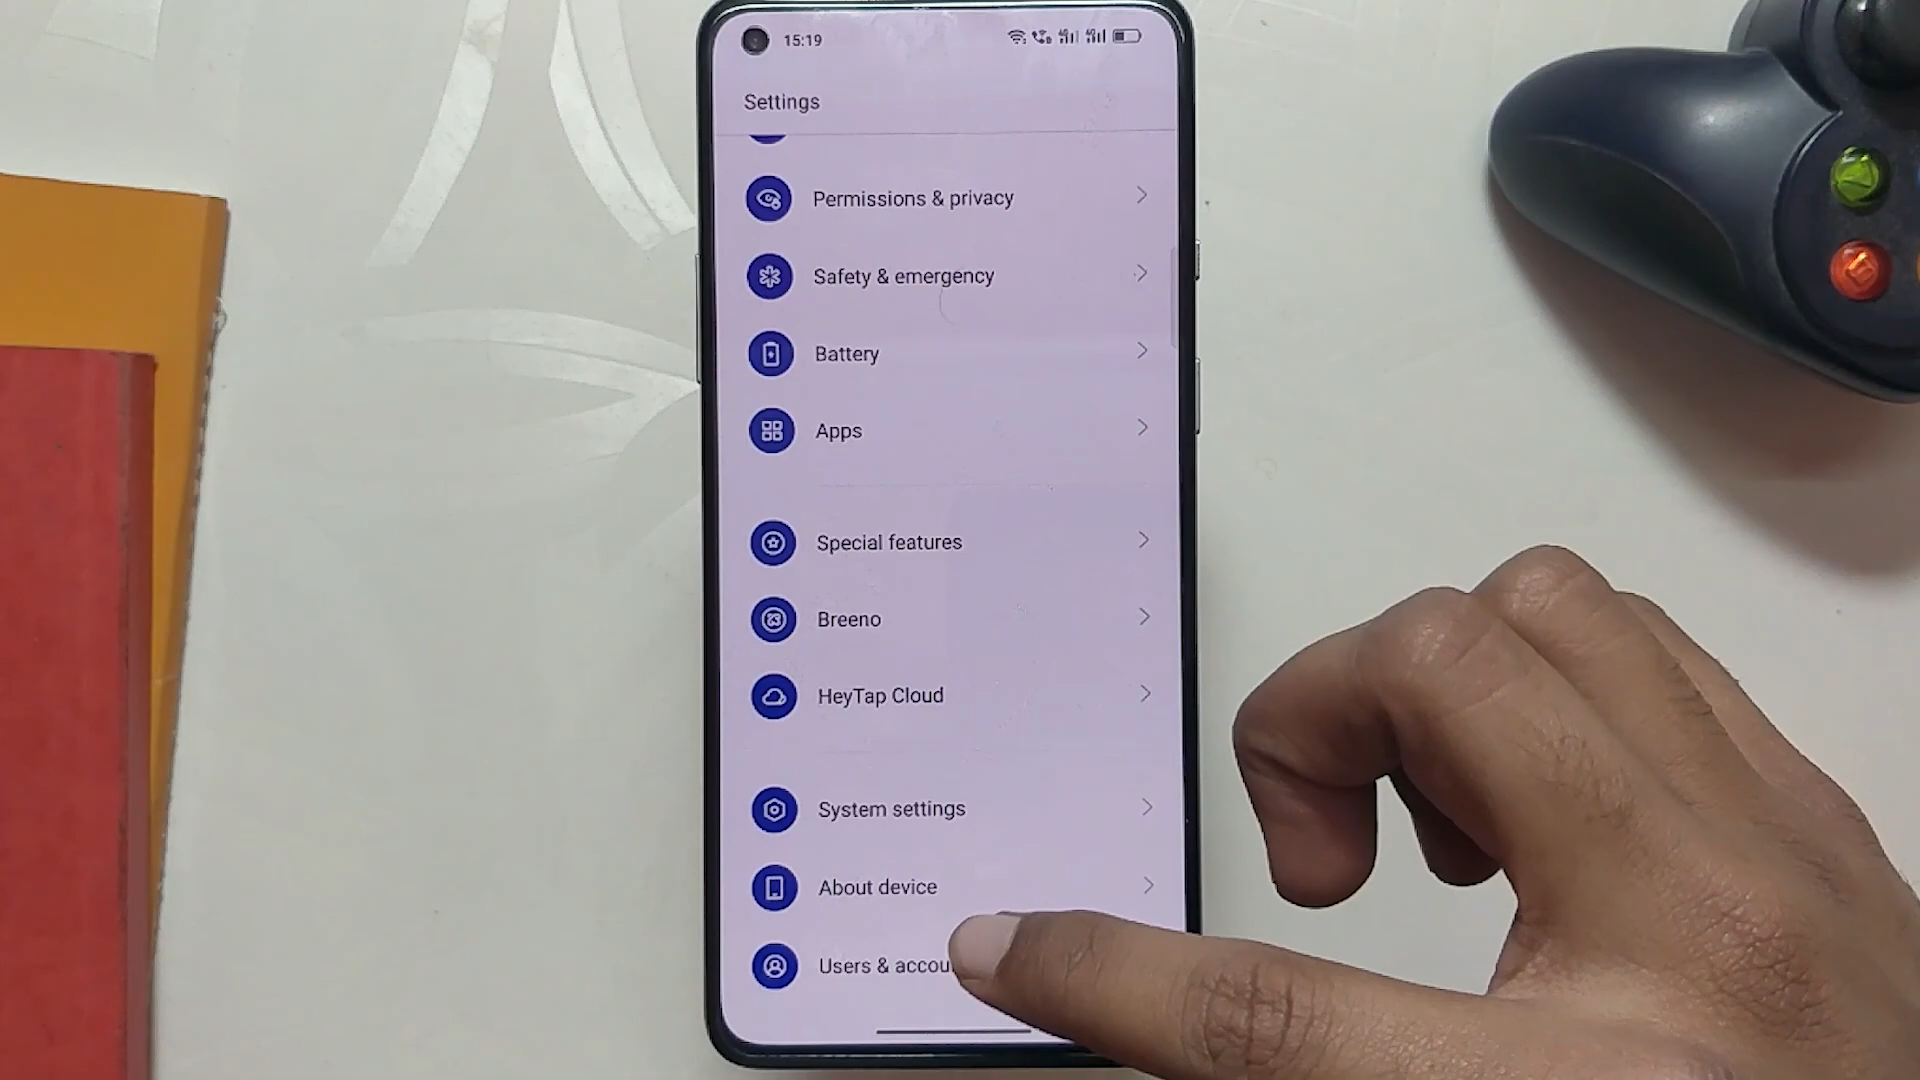 15:19
Settings
Permissions & privacy
Safety & emergency
Battery
Apps
Special features
Breeno
HeyTap Cloud
System settings
About device
Users & accou